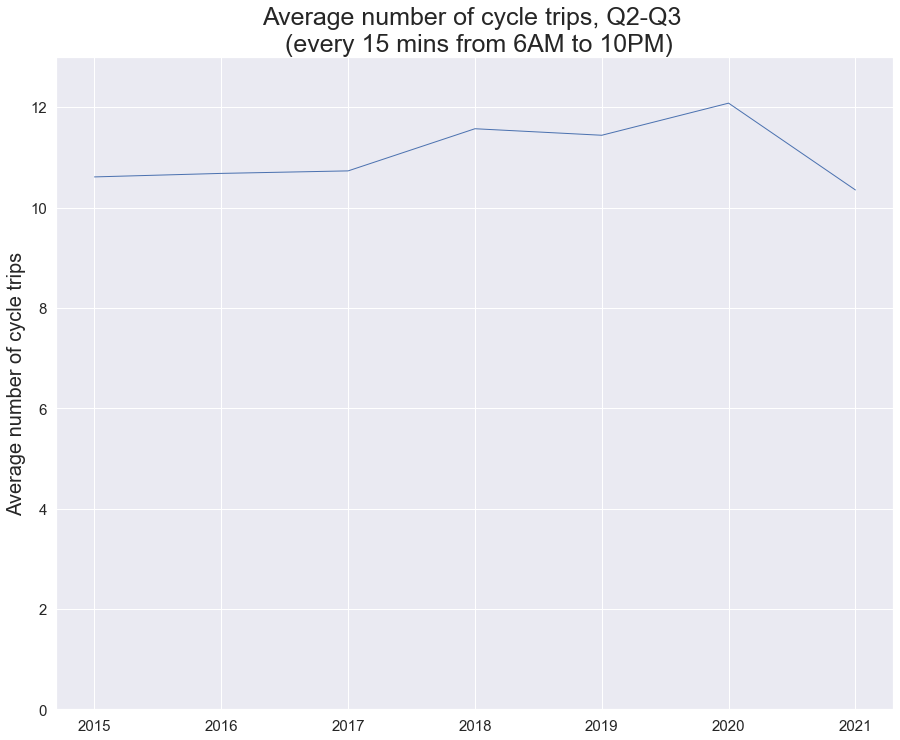 Average number of cycle trips, Q2-Q3
(every 15 mins from 6AM to 10PM)
Average number of cycle trips
12
10
8
6
4
2
0
2015 2016 2017 2018 2019 2020 2021